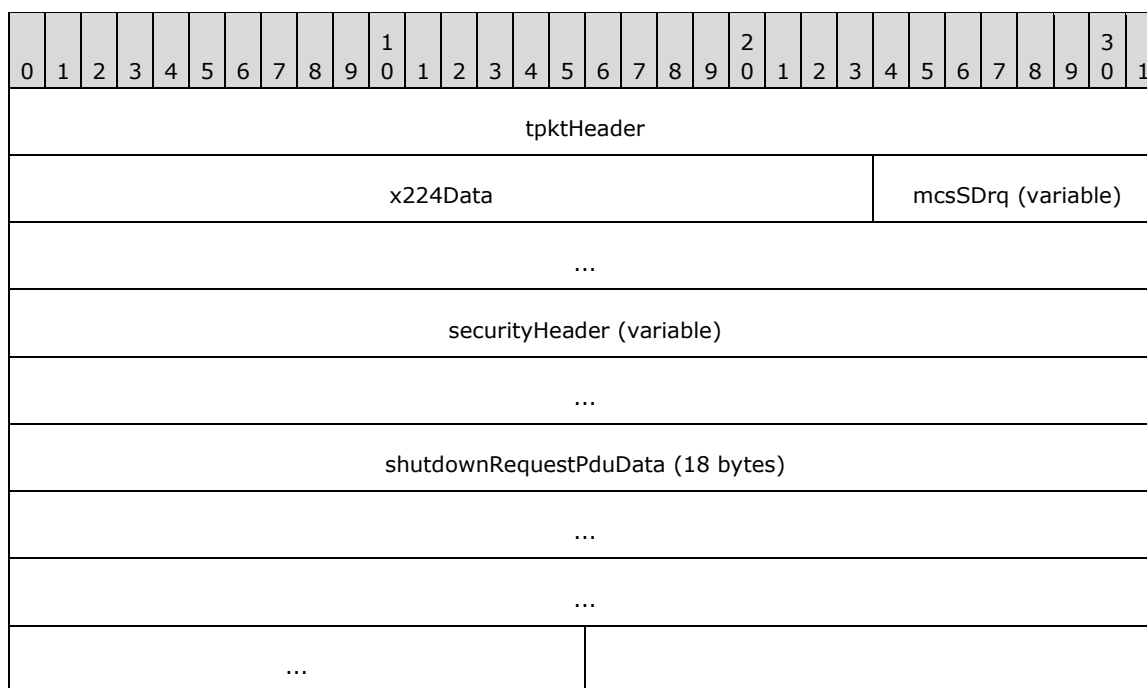 1 2 3
0 1 2 3 4 5 6 7 8 9 0 1 2 3 4 5 6 7 8 9 0 1 2 3 4 5 6 7 8 9 0 1
tpktHeader
x224Data mcsSDrq (variable)
...
securityHeader (variable)
...
shutdownRequestPduData (18 bytes)
...
...
...